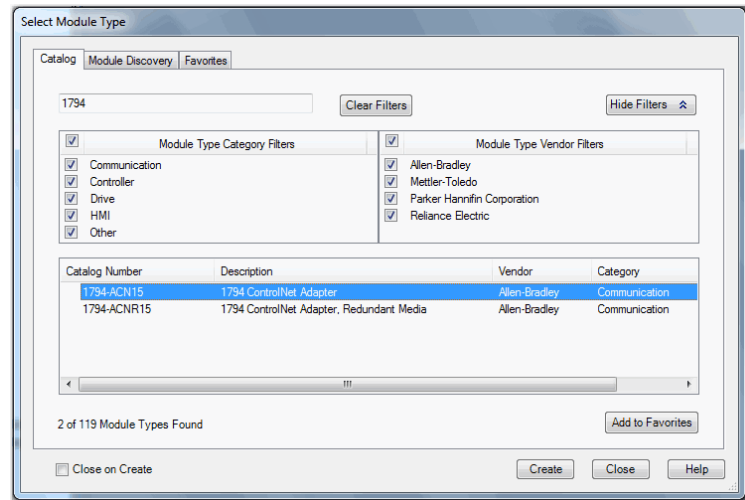 Select Module Type
Catalog Module Discovery Favorites
1794 Clear Filters Hide Filters
Module Type Category Filters Module Type Vendor Filters
Communication Allen-Bradley
Controller Mettler-Toledo
Drive Parker Hannifin Corporation
HMI Reliance Electric
Other
Catalog Number Description Vendor Category
1794-ACN15 1794 ControlNet Adapter Allen-Bradley Communication
1794-ACNR15 1794 ControlNet Adapter, Redundant Media Allen-Bradley Communication
2 of 119 Module Types Found Add to Favorites
Close on Create Create Close Help